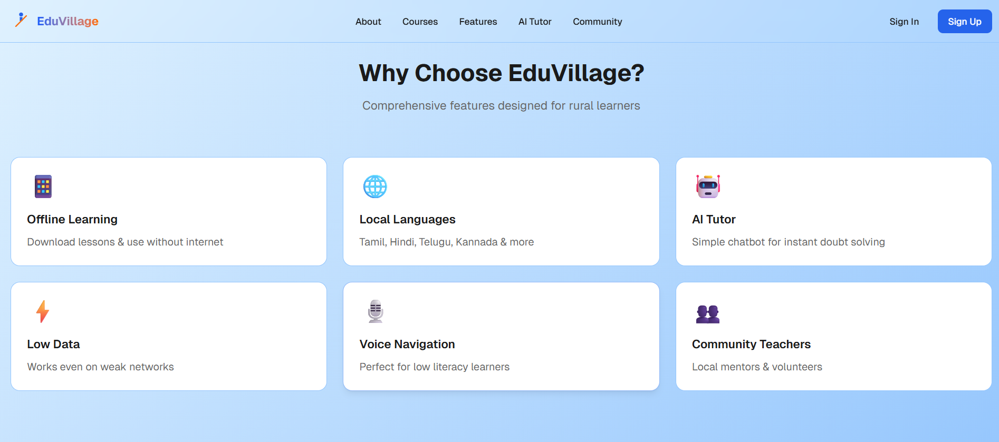 EduVillage
About
Courses
Features
AI Tutor
Community
Sign In
Sign Up
Why Choose EduVillage?
Comprehensive features designed for rural learners
Offline Learning
Download lessons & use without internet
Local Languages
Tamil, Hindi, Telugu, Kannada & more
AI Tutor
Simple chatbot for instant doubt solving
Low Data
Works even on weak networks
Voice Navigation
Perfect for low literacy learners
Community Teachers
Local mentors & volunteers